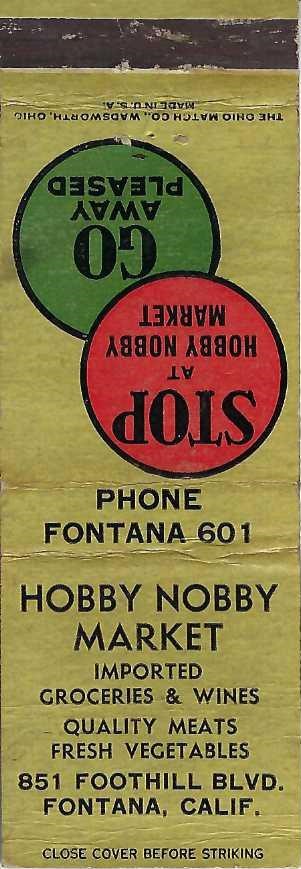 THE OHIO MATCH CO., WADSWORTH, OHIO
MADE IN U.S.A.
STOP
AT
HOBBY NOBBY
MARKET
GO
AWAY
PLEASED
PHONE
FONTANA 601
HOBBY NOBBY
MARKET
IMPORTED
GROCERIES & WINES
QUALITY MEATS
FRESH VEGETABLES
851 FOOTHILL BLVD.
FONTANA, CALIF.
CLOSE COVER BEFORE STRIKING